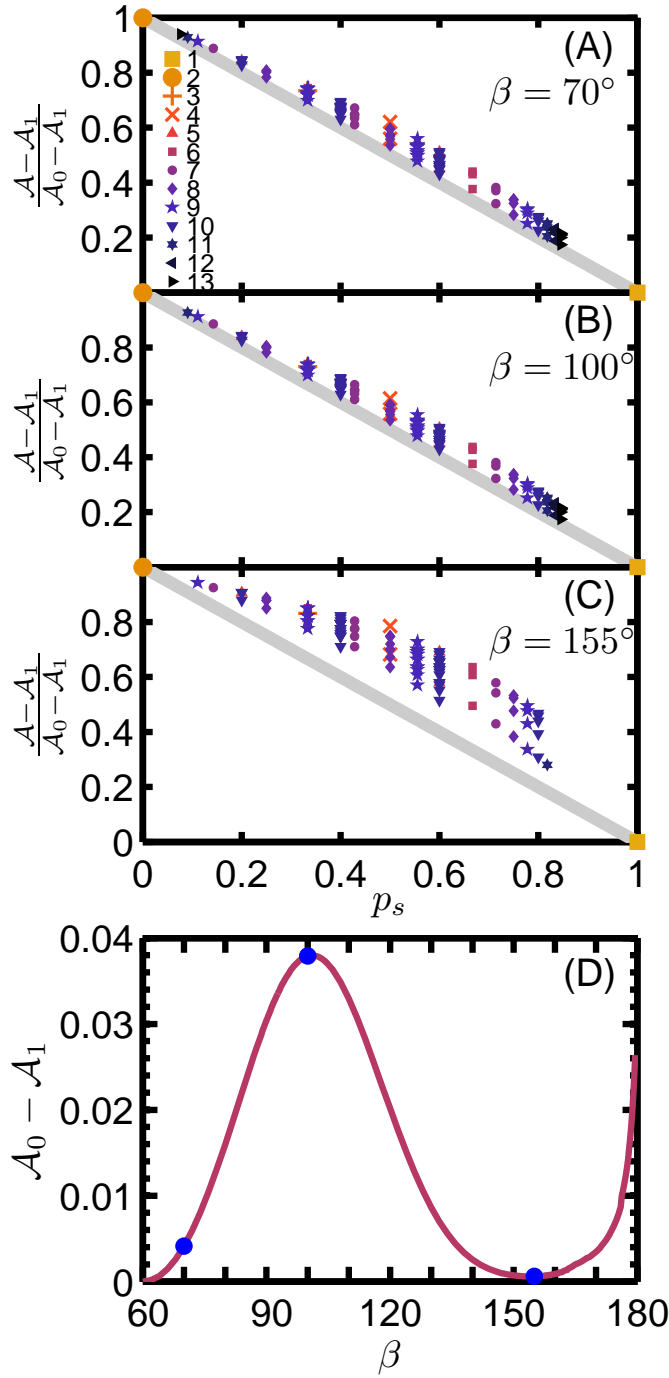 1
(A)
0.8
β = 70°
0.6
0.4
0.2
(A − A₁)/(A₀ − A₁)
1
2
3
4
5
6
7
8
9
10
11
12
13
(B)
0.8
β = 100°
0.6
0.4
0.2
(A − A₁)/(A₀ − A₁)
(C)
0.8
β = 155°
0.6
0.4
0.2
0
(A − A₁)/(A₀ − A₁)
0 0.2 0.4 0.6 0.8 1
pₛ
0.04
(D)
0.03
0.02
0.01
0
A₀ − A₁
60 90 120 150 180
β